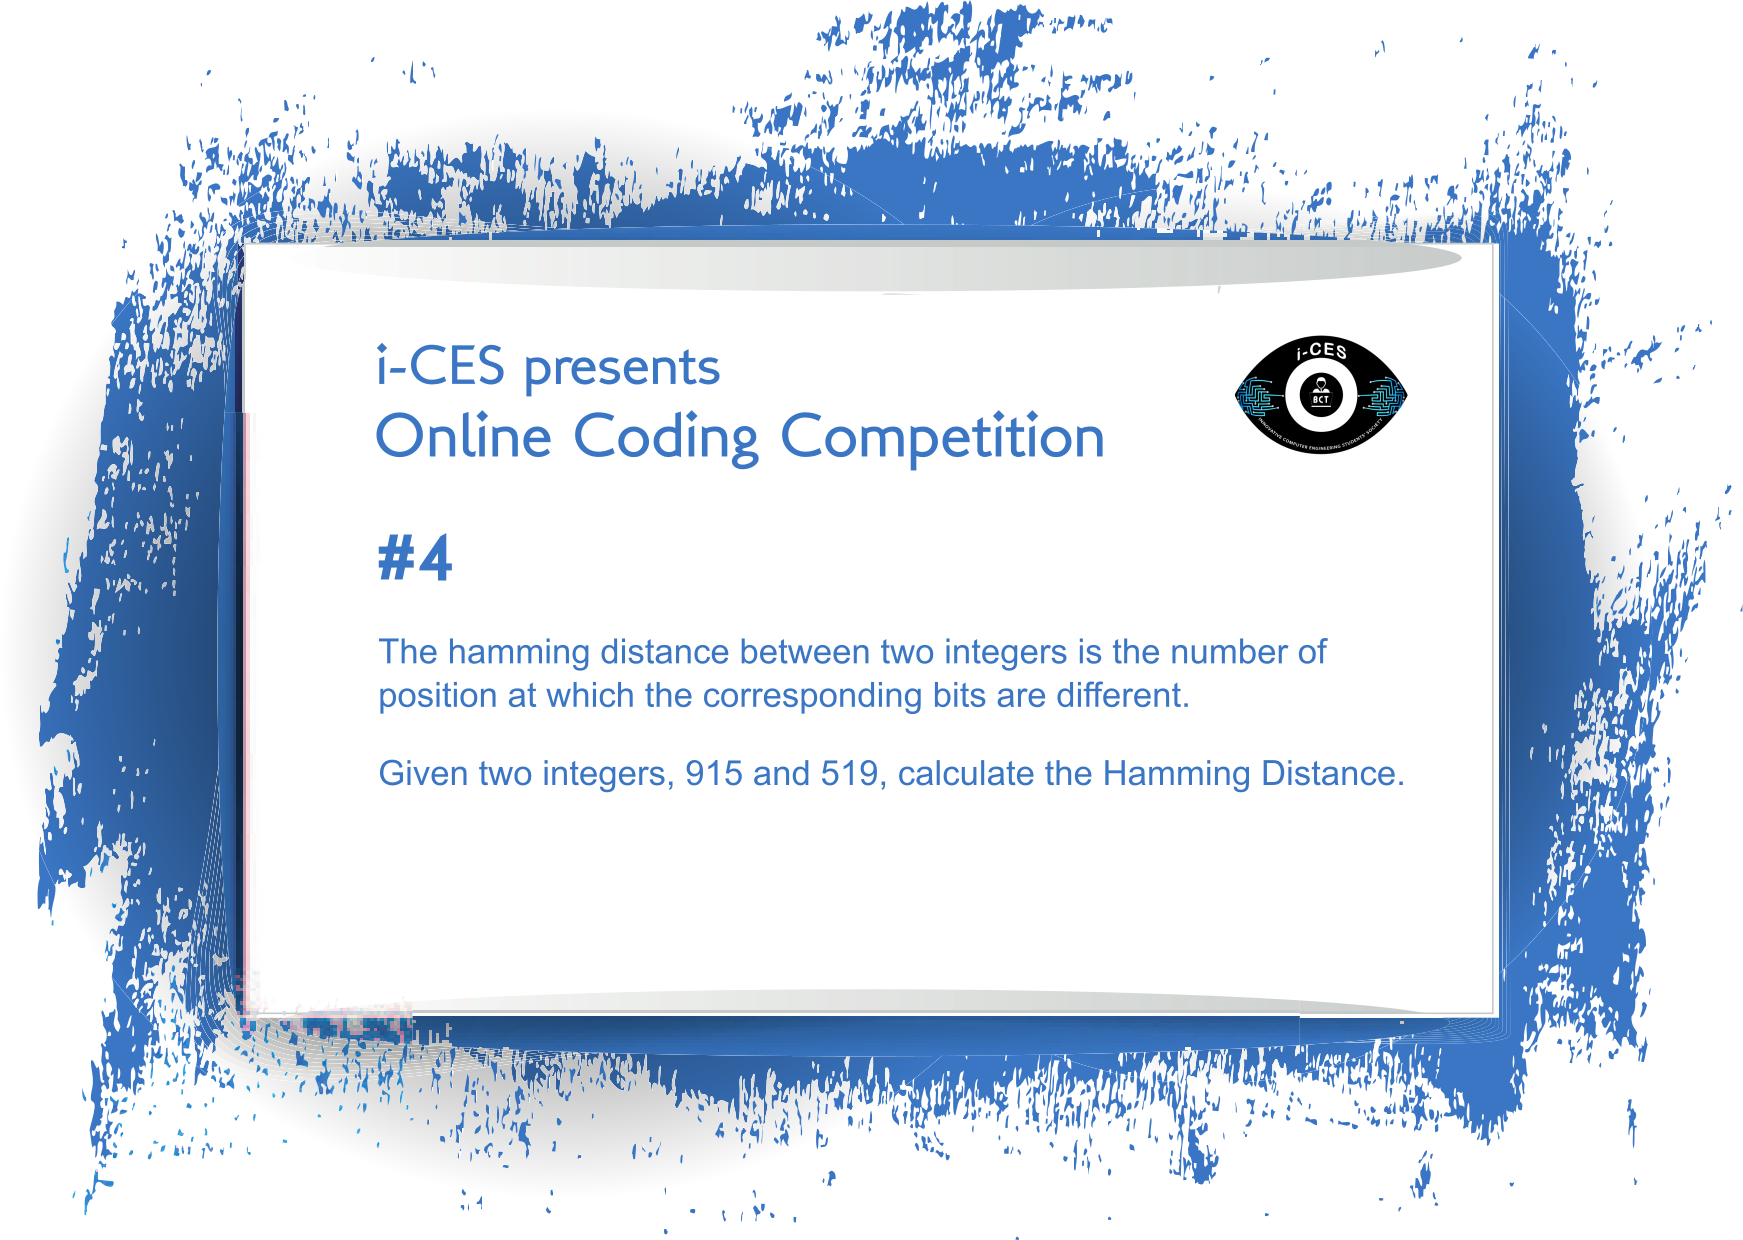 i-CES presents
Online Coding Competition
i-CES
BCT
INNOVATIVE COMPUTER ENGINEERING STUDENTS' SOCIETY
#4
The hamming distance between two integers is the number of
position at which the corresponding bits are different.
Given two integers, 915 and 519, calculate the Hamming Distance.